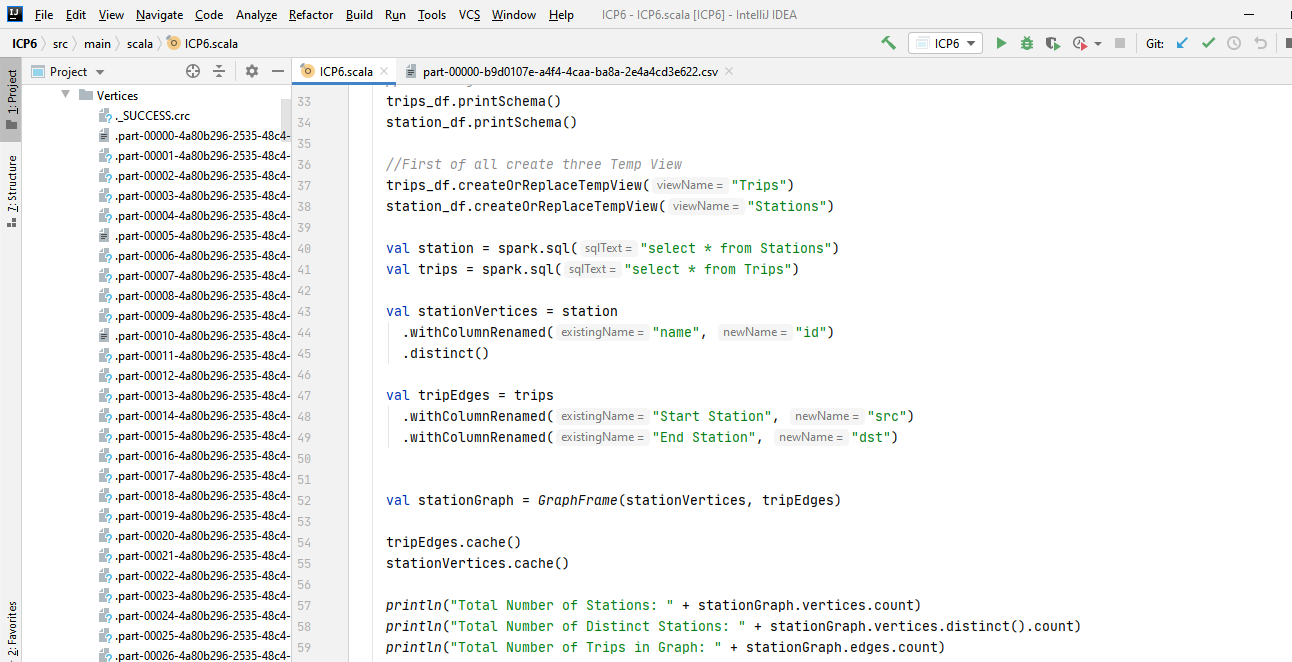 File Edit View Navigate Code Analyze Refactor Build Run Tools VCS Window Help ICP6 - ICP6.scala [ICP6] - IntelliJ IDEA
ICP6 src main scala ICP6.scala ICP6 Git:
1: Project
7: Structure
2: Favorites
Project
Vertices
._SUCCESS.crc
.part-00000-4a80b296-2535-48c4-
.part-00001-4a80b296-2535-48c4-
.part-00002-4a80b296-2535-48c4-
.part-00003-4a80b296-2535-48c4-
.part-00004-4a80b296-2535-48c4-
.part-00005-4a80b296-2535-48c4-
.part-00006-4a80b296-2535-48c4-
.part-00007-4a80b296-2535-48c4-
.part-00008-4a80b296-2535-48c4-
.part-00009-4a80b296-2535-48c4-
.part-00010-4a80b296-2535-48c4-
.part-00011-4a80b296-2535-48c4-
.part-00012-4a80b296-2535-48c4-
.part-00013-4a80b296-2535-48c4-
.part-00014-4a80b296-2535-48c4-
.part-00015-4a80b296-2535-48c4-
.part-00016-4a80b296-2535-48c4-
.part-00017-4a80b296-2535-48c4-
.part-00018-4a80b296-2535-48c4-
.part-00019-4a80b296-2535-48c4-
.part-00020-4a80b296-2535-48c4-
.part-00021-4a80b296-2535-48c4-
.part-00022-4a80b296-2535-48c4-
.part-00023-4a80b296-2535-48c4-
.part-00024-4a80b296-2535-48c4-
.part-00025-4a80b296-2535-48c4-
.part-00026-4a80b296-2535-48c4-
ICP6.scala part-00000-b9d0107e-a4f4-4caa-ba8a-2e4a4cd3e622.csv
33 trips_df.printSchema()
34 station_df.printSchema()
35
36 //First of all create three Temp View
37 trips_df.createOrReplaceTempView( viewName = "Trips")
38 station_df.createOrReplaceTempView( viewName = "Stations")
39
40 val station = spark.sql( sqlText = "select * from Stations")
41 val trips = spark.sql( sqlText = "select * from Trips")
42
43 val stationVertices = station
44 .withColumnRenamed( existingName = "name", newName = "id")
45 .distinct()
46
47 val tripEdges = trips
48 .withColumnRenamed( existingName = "Start Station", newName = "src")
49 .withColumnRenamed( existingName = "End Station", newName = "dst")
50
51
52 val stationGraph = GraphFrame(stationVertices, tripEdges)
53
54 tripEdges.cache()
55 stationVertices.cache()
56
57 println("Total Number of Stations: " + stationGraph.vertices.count)
58 println("Total Number of Distinct Stations: " + stationGraph.vertices.distinct().count)
59 println("Total Number of Trips in Graph: " + stationGraph.edges.count)